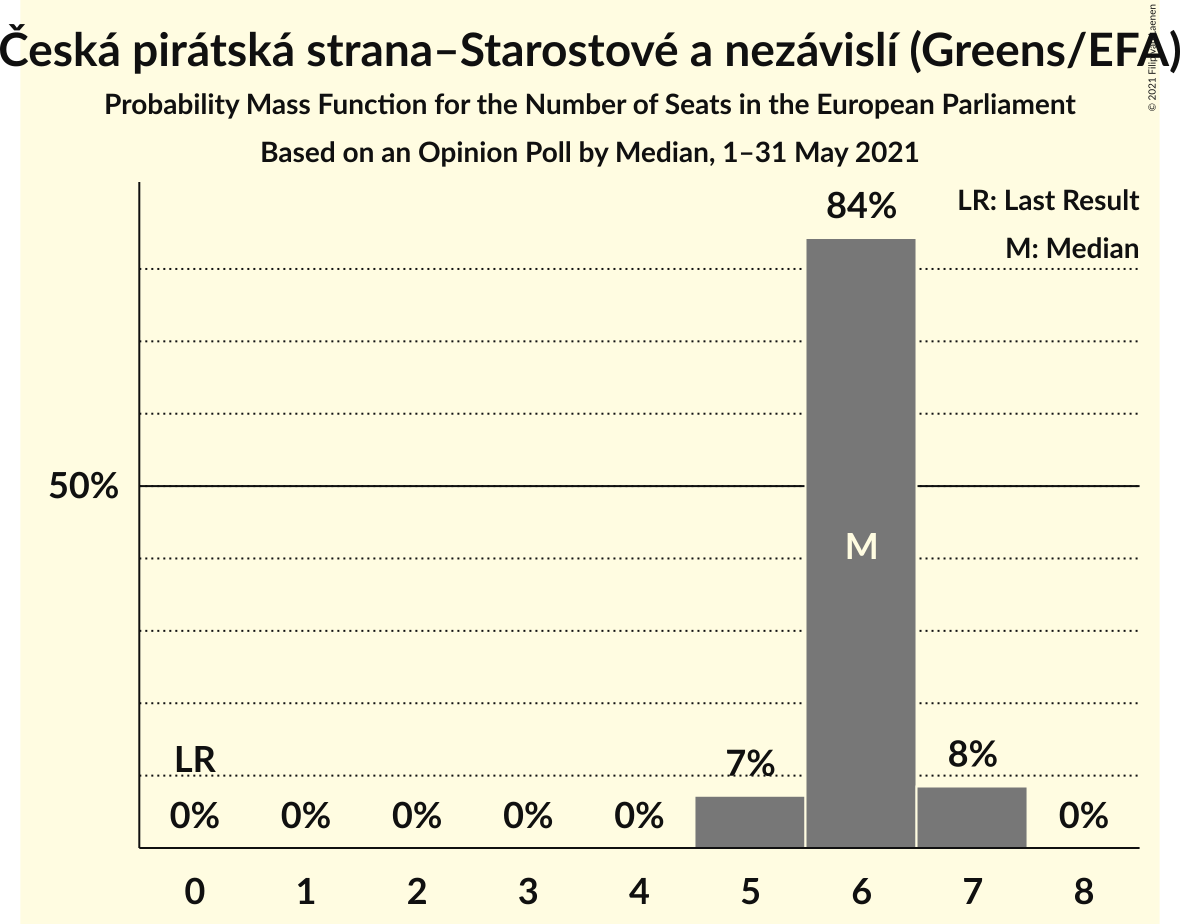 Česká pirátská strana–Starostové a nezávislí (Greens/EFA)
© 2021 Filip
Probability Mass Function for the Number of Seats in the European Parliament
Based on an Opinion Poll by Median, 1–31 May 2021
LR: Last Result
M: Median
84%
50%
M
LR
7%
8%
0% 0% 0% 0% 0% 0%
0 1 2 3 4 5 6 7 8